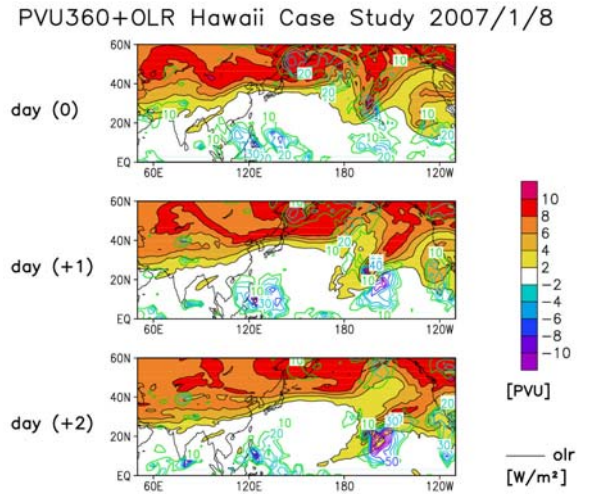 PVU360+OLR Hawaii Case Study 2007/1/8
day (0)
60N
40N
20N
EQ
60E
120E
180
120W
day (+1)
60N
40N
20N
EQ
60E
120E
180
120W
day (+2)
60N
40N
20N
EQ
60E
120E
180
120W
10
8
6
4
2
−2
−4
−6
−8
−10
[PVU]
olr
[W/m²]